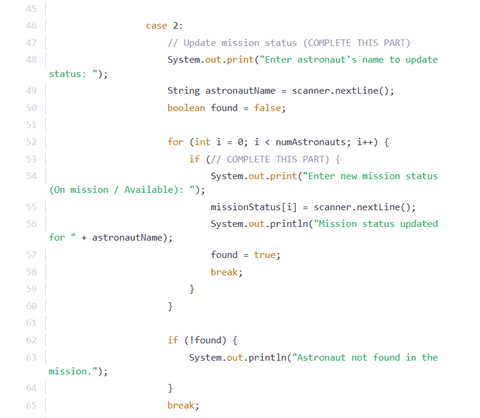 45
46                 case 2:
47                     // Update mission status (COMPLETE THIS PART)
48                     System.out.print("Enter astronaut's name to update
status: ");
49                     String astronautName = scanner.nextLine();
50                     boolean found = false;
51
52                     for (int i = 0; i < numAstronauts; i++) {
53                         if (// COMPLETE THIS PART) {
54                             System.out.print("Enter new mission status
(On mission / Available): ");
55                             missionStatus[i] = scanner.nextLine();
56                             System.out.println("Mission status updated
for " + astronautName);
57                             found = true;
58                             break;
59                         }
60                     }
61
62                     if (!found) {
63                         System.out.println("Astronaut not found in the
mission.");
64                     }
65                     break;